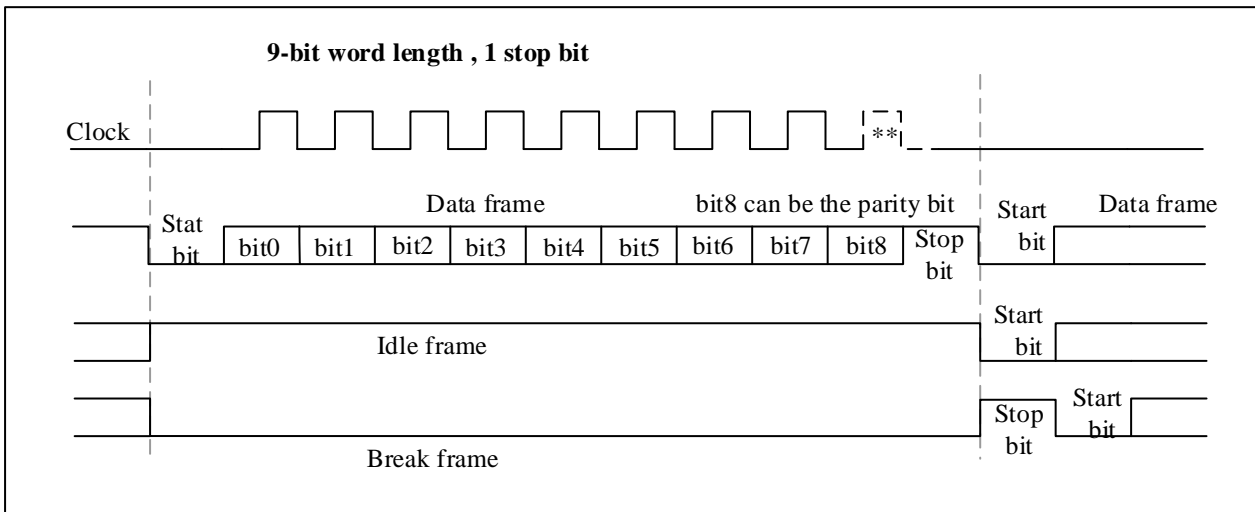 9-bit word length , 1 stop bit
Clock
**
Data frame
bit8 can be the parity bit
Stat
bit
Start
bit
Data frame
bit0 bit1 bit2 bit3 bit4 bit5 bit6 bit7 bit8
Stop
bit
Idle frame
Start
bit
Break frame
Stop
bit
Start
bit